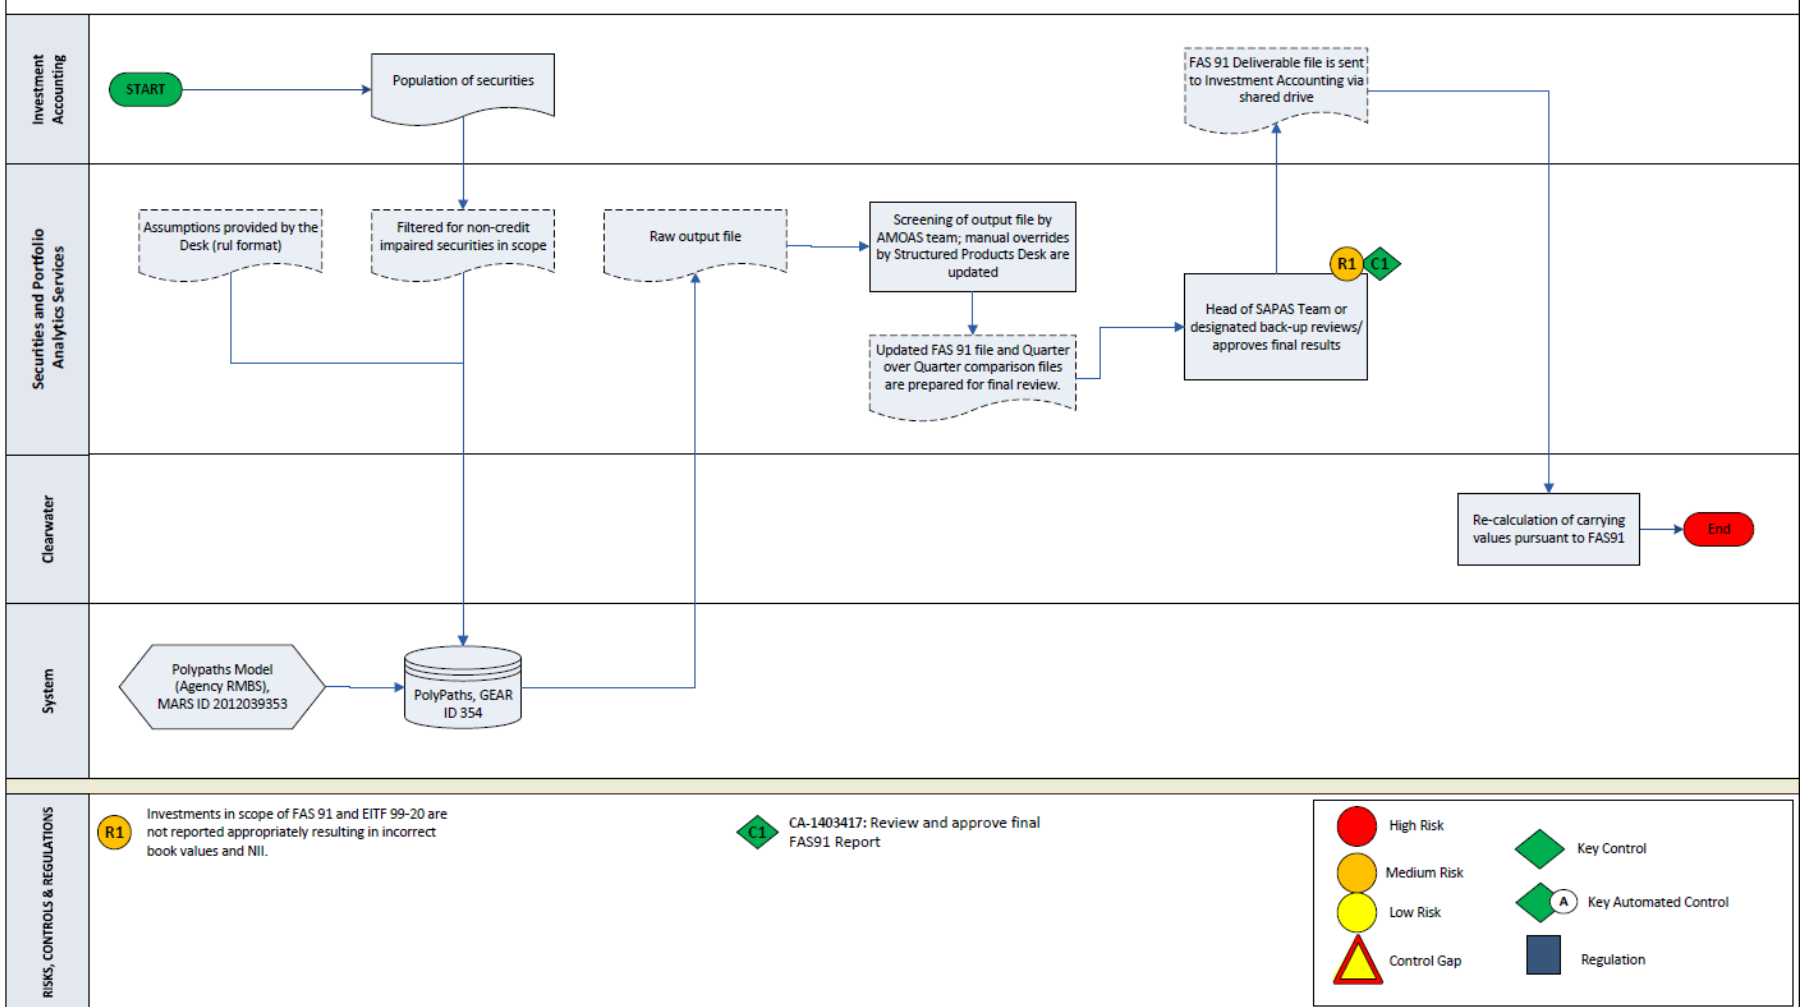 Investment
Accounting
START
Population of securities
FAS 91 Deliverable file is sent
to Investment Accounting via
shared drive
Securities and Portfolio
Analytics Services
Assumptions provided by the
Desk (rul format)
Filtered for non-credit
impaired securities in scope
Raw output file
Screening of output file by
AMOAS team; manual overrides
by Structured Products Desk are
updated
Updated FAS 91 file and Quarter
over Quarter comparison files
are prepared for final review.
R1
C1
Head of SAPAS Team or
designated back-up reviews/
approves final results
Clearwater
Re-calculation of carrying
values pursuant to FAS91
End
System
Polypaths Model
(Agency RMBS),
MARS ID 2012039353
PolyPaths, GEAR
ID 354
RISKS, CONTROLS & REGULATIONS
R1
Investments in scope of FAS 91 and EITF 99-20 are
not reported appropriately resulting in incorrect
book values and NII.
C1
CA-1403417: Review and approve final
FAS91 Report
High Risk
Medium Risk
Low Risk
Control Gap
Key Control
A
Key Automated Control
Regulation